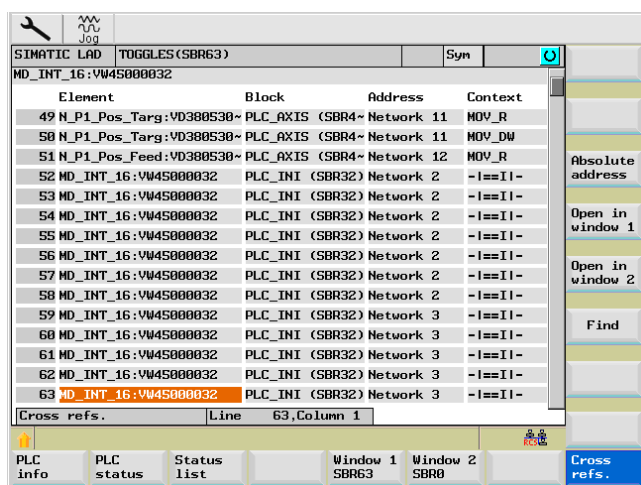 Jog
SIMATIC LAD TOGGLES(SBR63) Sym
MD_INT_16:VW45000032
Element Block Address Context
49 N_P1_Pos_Targ:VD380530~ PLC_AXIS (SBR4~ Network 11 MOV_R
50 N_P1_Pos_Targ:VD380530~ PLC_AXIS (SBR4~ Network 11 MOV_DW
51 N_P1_Pos_Feed:VD380530~ PLC_AXIS (SBR4~ Network 12 MOV_R
52 MD_INT_16:VW45000032 PLC_INI (SBR32) Network 2 -|==I|-
53 MD_INT_16:VW45000032 PLC_INI (SBR32) Network 2 -|==I|-
54 MD_INT_16:VW45000032 PLC_INI (SBR32) Network 2 -|==I|-
55 MD_INT_16:VW45000032 PLC_INI (SBR32) Network 2 -|==I|-
56 MD_INT_16:VW45000032 PLC_INI (SBR32) Network 2 -|==I|-
57 MD_INT_16:VW45000032 PLC_INI (SBR32) Network 2 -|==I|-
58 MD_INT_16:VW45000032 PLC_INI (SBR32) Network 2 -|==I|-
59 MD_INT_16:VW45000032 PLC_INI (SBR32) Network 3 -|==I|-
60 MD_INT_16:VW45000032 PLC_INI (SBR32) Network 3 -|==I|-
61 MD_INT_16:VW45000032 PLC_INI (SBR32) Network 3 -|==I|-
62 MD_INT_16:VW45000032 PLC_INI (SBR32) Network 3 -|==I|-
63 MD_INT_16:VW45000032 PLC_INI (SBR32) Network 3 -|==I|-
Cross refs. Line 63,Column 1
Absolute
address
Open in
window 1
Open in
window 2
Find
RCS
PLC
info
PLC
status
Status
list
Window 1
SBR63
Window 2
SBR0
Cross
refs.